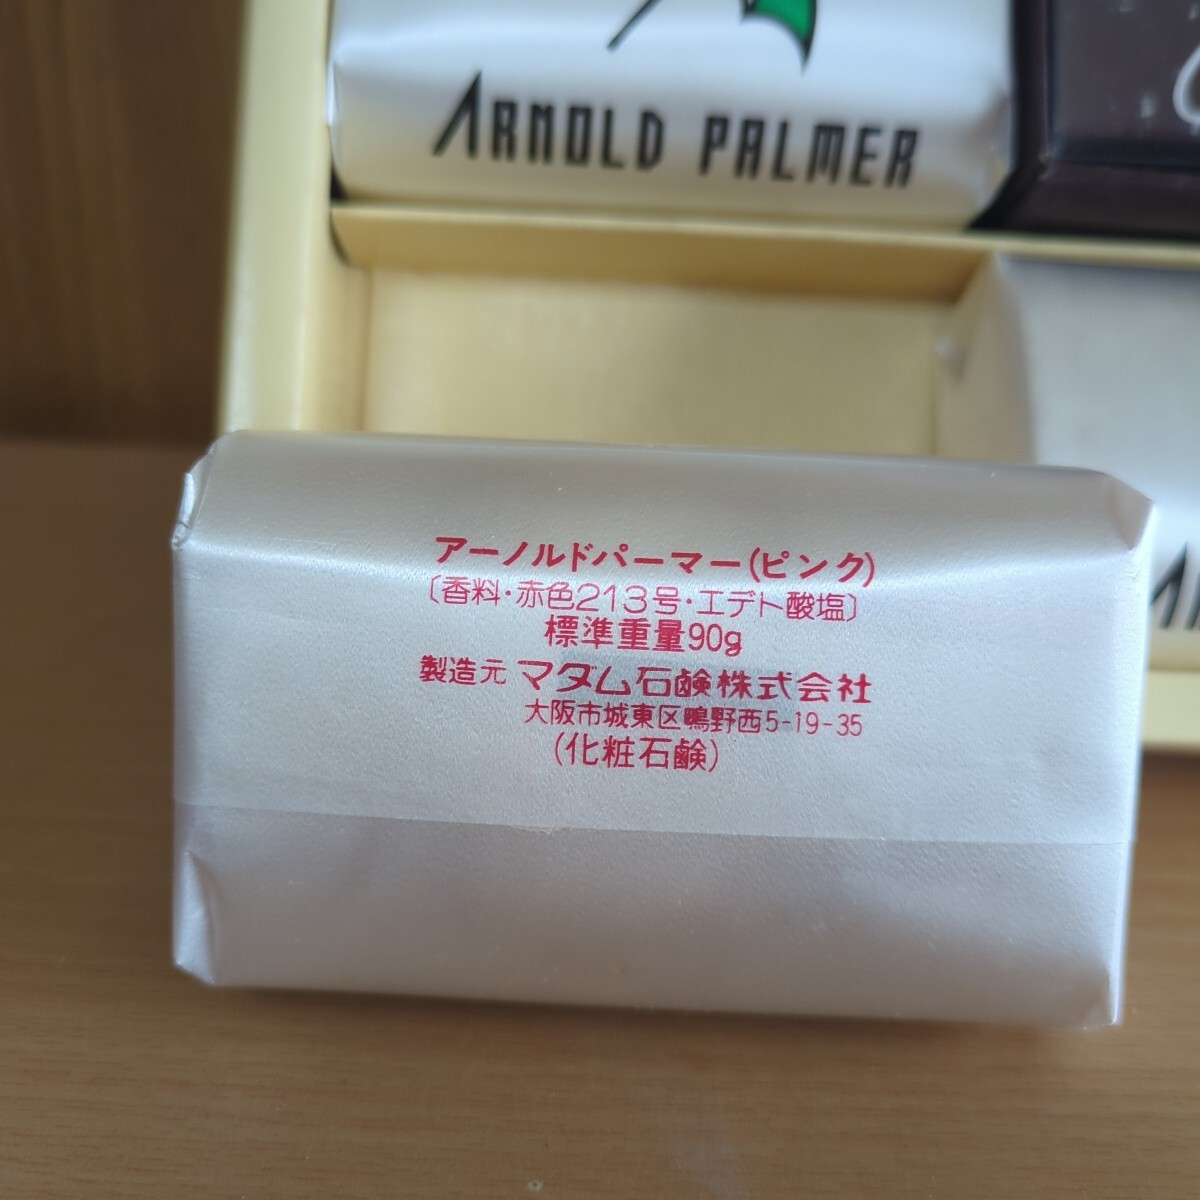 ARNOLD PALMER
アーノルドパーマー(ピンク)
〔香料・赤色213号・エデト酸塩〕
標準重量90g
製造元 マダム石鹸株式会社
大阪市城東区鴫野西5-19-35
(化粧石鹸)